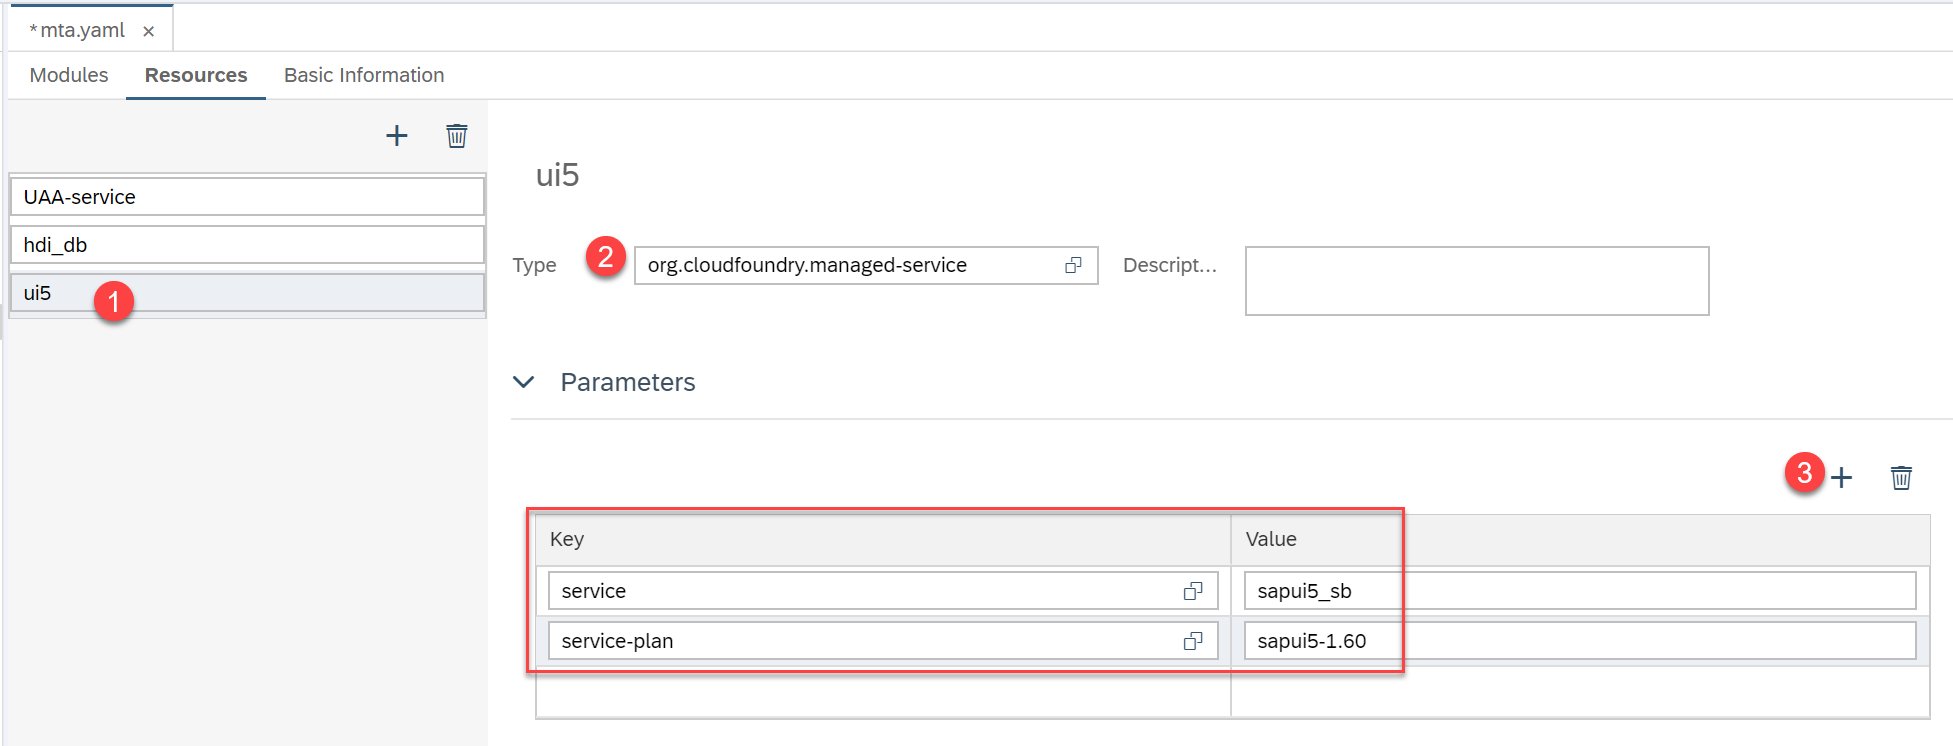 *mta.yaml ×
Modules Resources Basic Information
UAA-service
hdi_db
ui5 1
ui5
Type 2 org.cloudfoundry.managed-service Descript...
Parameters
3
Key Value
service sapui5_sb
service-plan sapui5-1.60